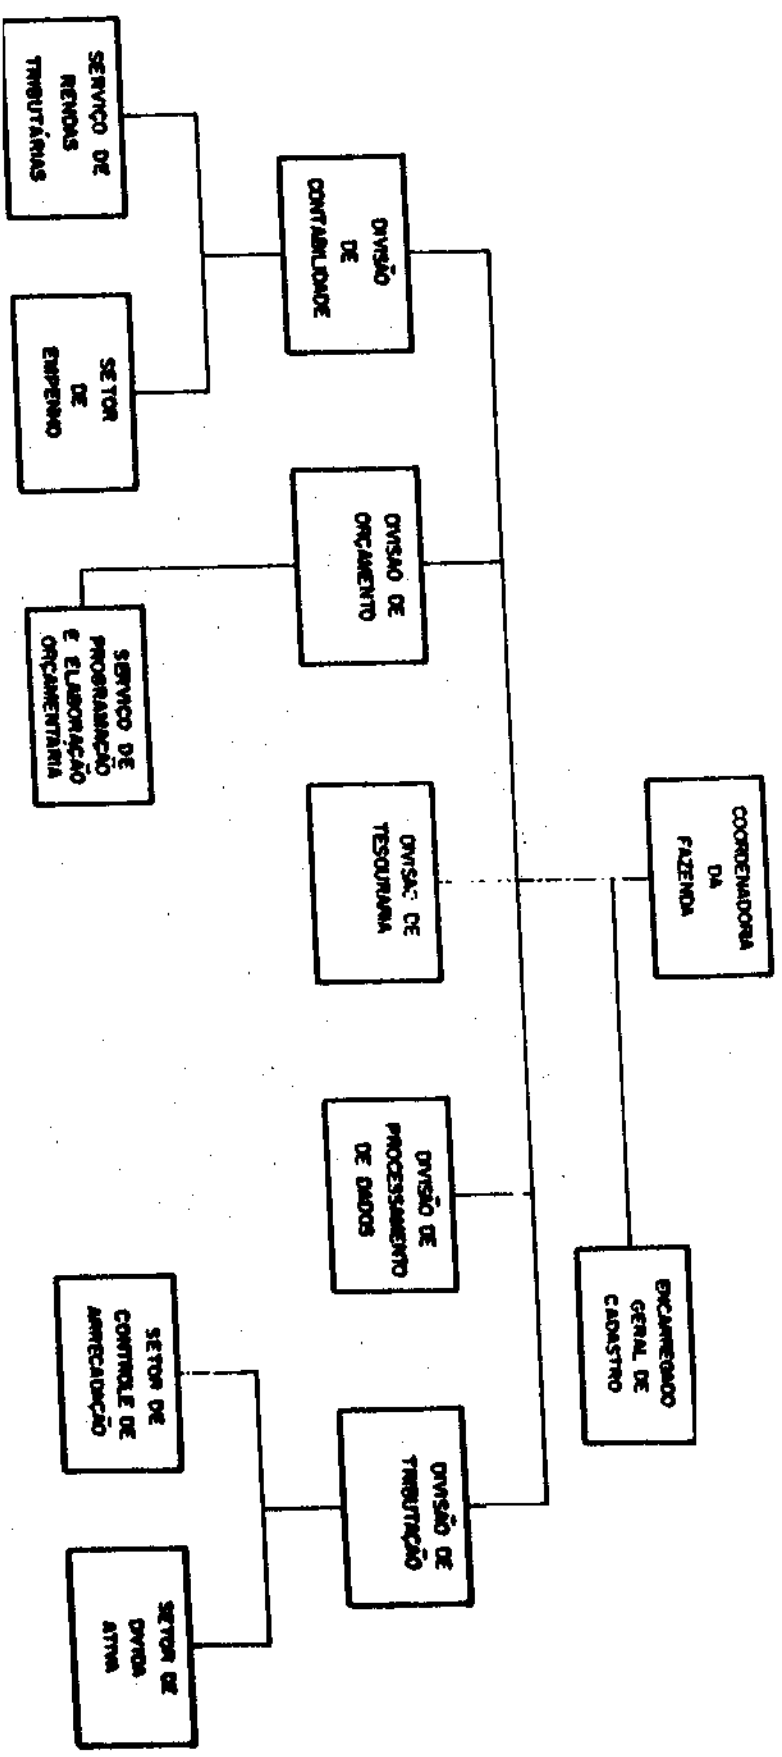 COORDENADORIA
DA
FAZENDA
ENCARREGADO
GERAL DE
CADASTRO
DIVISÃO
DE
CONTABILIDADE
DIVISÃO DE
ORÇAMENTO
DIVISÃO DE
TESOURARIA
DIVISÃO DE
PROCESSAMENTO
DE DADOS
DIVISÃO DE
TRIBUTAÇÃO
SERVIÇO DE
RENDAS
TRIBUTÁRIAS
SETOR
DE
EMPENHO
SERVIÇO DE
PROGRAMAÇÃO
E ELABORAÇÃO
ORÇAMENTARIA
SETOR DE
CONTROLE DE
ARRECADAÇÃO
SETOR DE
DIVIDA
ATIVA